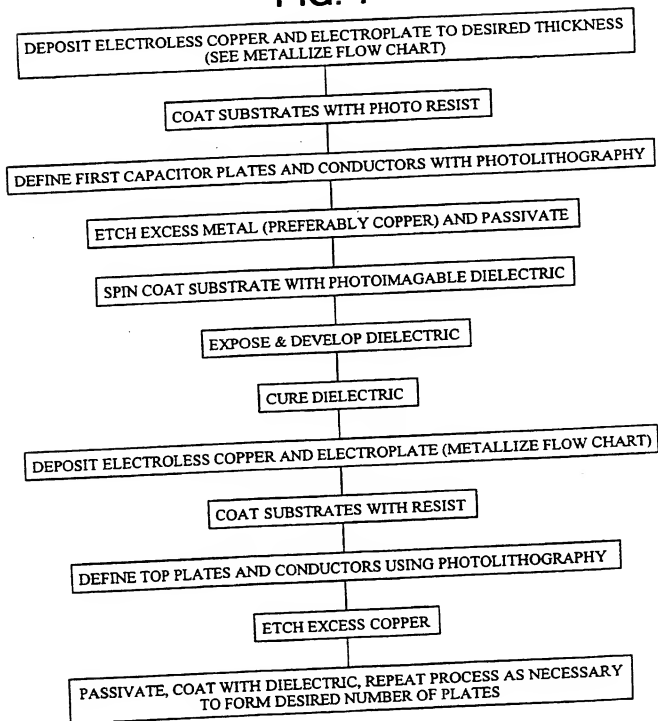 DEPOSIT ELECTROLESS COPPER AND ELECTROPLATE TO DESIRED THICKNESS
(SEE METALLIZE FLOW CHART)
COAT SUBSTRATES WITH PHOTO RESIST
DEFINE FIRST CAPACITOR PLATES AND CONDUCTORS WITH PHOTOLITHOGRAPHY
ETCH EXCESS METAL (PREFERABLY COPPER) AND PASSIVATE
SPIN COAT SUBSTRATE WITH PHOTOIMAGABLE DIELECTRIC
EXPOSE & DEVELOP DIELECTRIC
CURE DIELECTRIC
DEPOSIT ELECTROLESS COPPER AND ELECTROPLATE (METALLIZE FLOW CHART)
COAT SUBSTRATES WITH RESIST
DEFINE TOP PLATES AND CONDUCTORS USING PHOTOLITHOGRAPHY
ETCH EXCESS COPPER
PASSIVATE, COAT WITH DIELECTRIC, REPEAT PROCESS AS NECESSARY
TO FORM DESIRED NUMBER OF PLATES